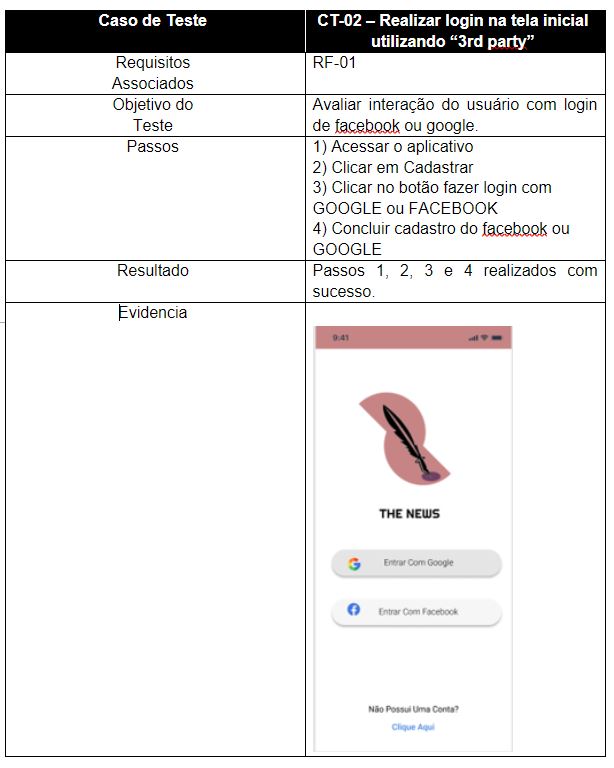 Caso de Teste
CT-02 – Realizar login na tela inicial
utilizando “3rd party”
Requisitos
Associados
RF-01
Objetivo do
Teste
Avaliar interação do usuário com login
de facebook ou google.
Passos
1) Acessar o aplicativo
2) Clicar em Cadastrar
3) Clicar no botão fazer login com
GOOGLE ou FACEBOOK
4) Concluir cadastro do facebook ou
GOOGLE
Resultado
Passos 1, 2, 3 e 4 realizados com
sucesso.
Evidencia
9:41
THE NEWS
Entrar Com Google
Entrar Com Facebook
Não Possui Uma Conta?
Clique Aqui